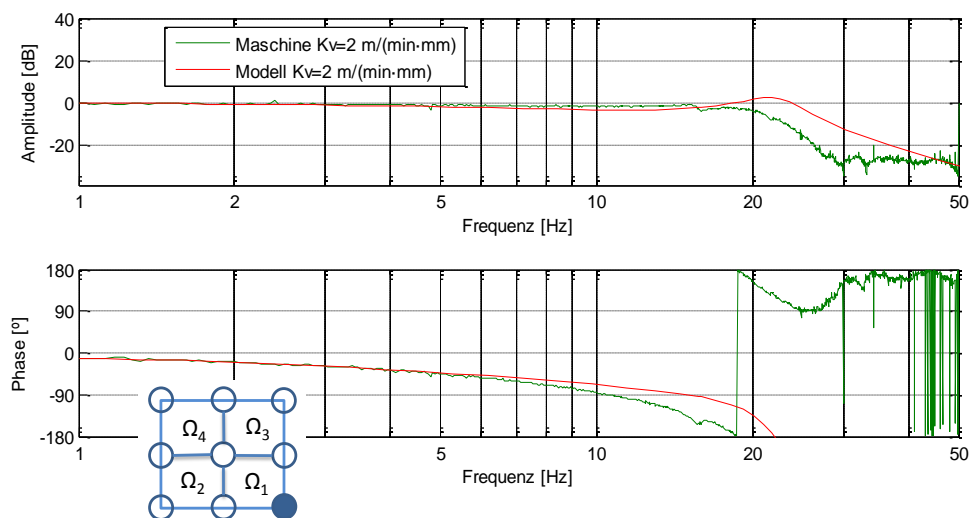 Amplitude [dB]
40
20
0
-20
Maschine Kv=2 m/(min·mm)
Modell Kv=2 m/(min·mm)
1 2 5 10 20 50
Frequenz [Hz]
Phase [º]
180
90
0
-90
-180
1 2 5 10 20 50
Frequenz [Hz]
Ω4 Ω3
Ω2 Ω1